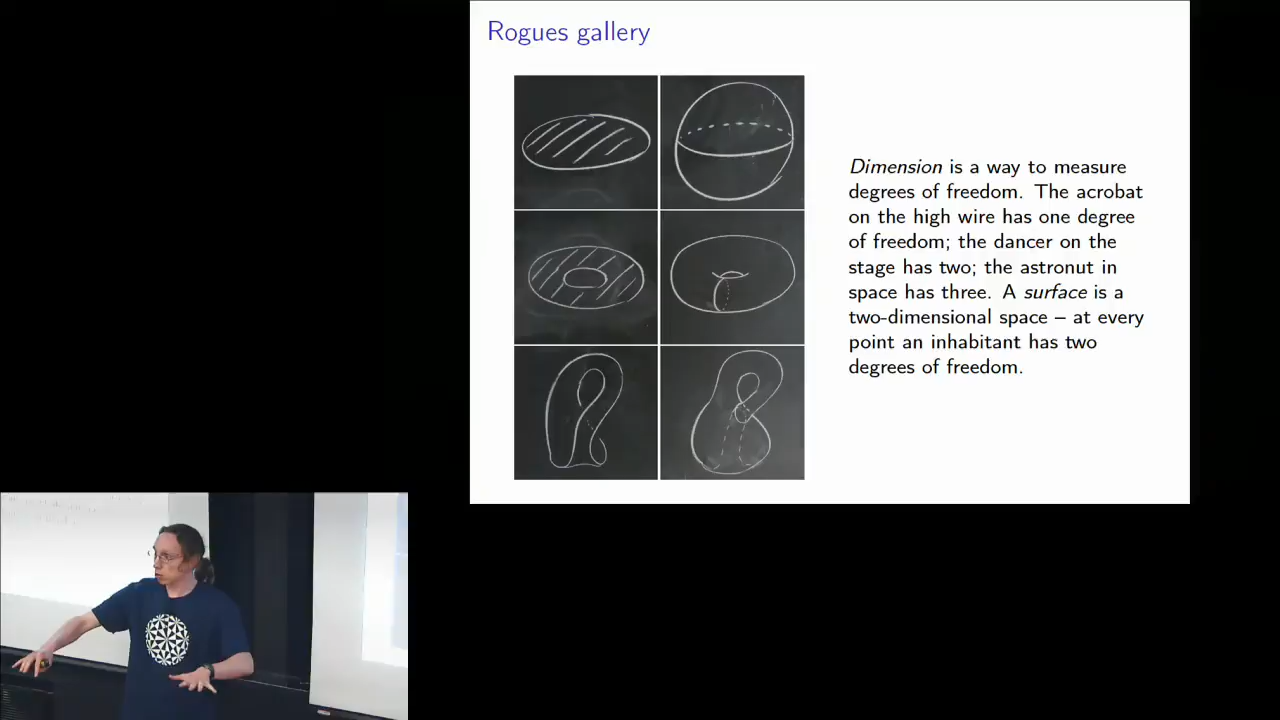 Rogues gallery
Dimension is a way to measure
degrees of freedom. The acrobat
on the high wire has one degree
of freedom; the dancer on the
stage has two; the astronut in
space has three. A surface is a
two-dimensional space – at every
point an inhabitant has two
degrees of freedom.